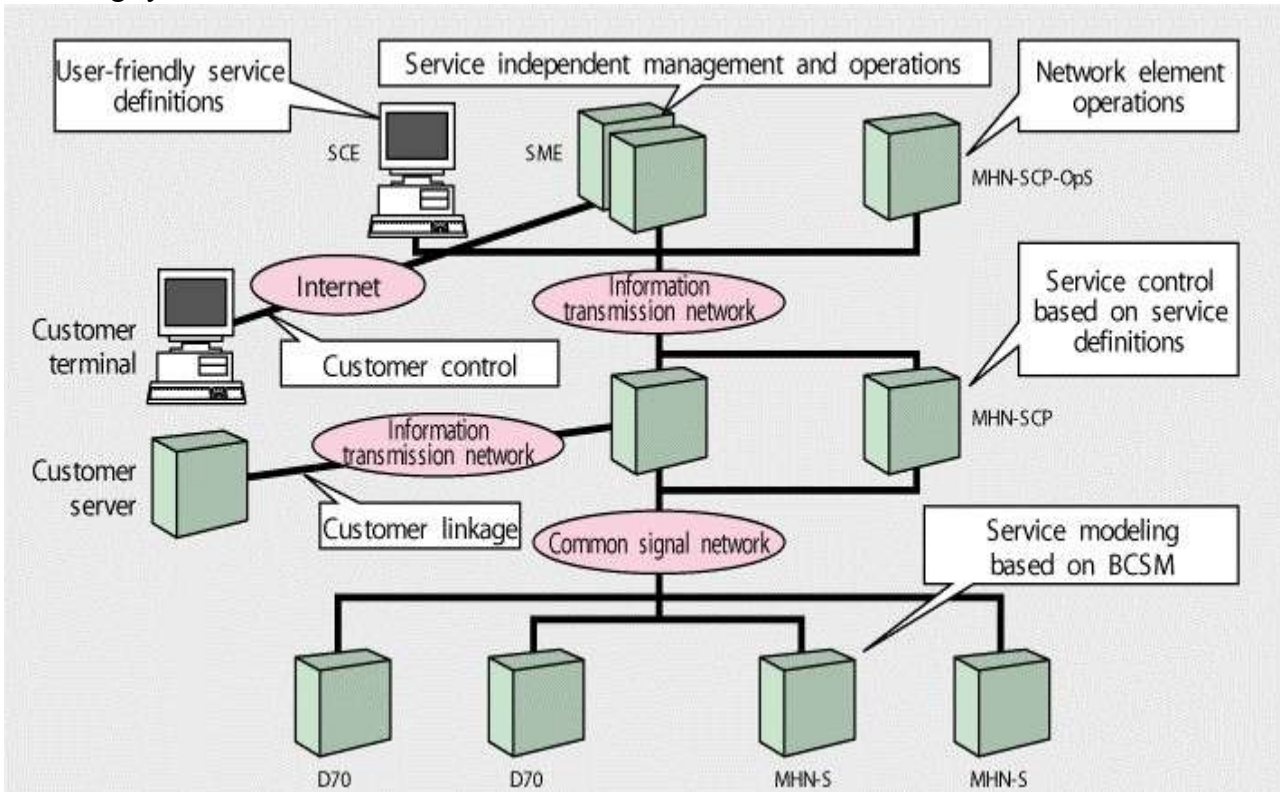 User-friendly service
definitions
Service independent management and operations
Network element
operations
SCE
SME
MHN-SCP-OpS
Internet
Information
transmission network
Service control
based on service
definitions
Customer
terminal
Customer control
MHN-SCP
Information
transmission network
Customer
server
Customer linkage
Common signal network
Service modeling
based on BCSM
D70
D70
MHN-S
MHN-S